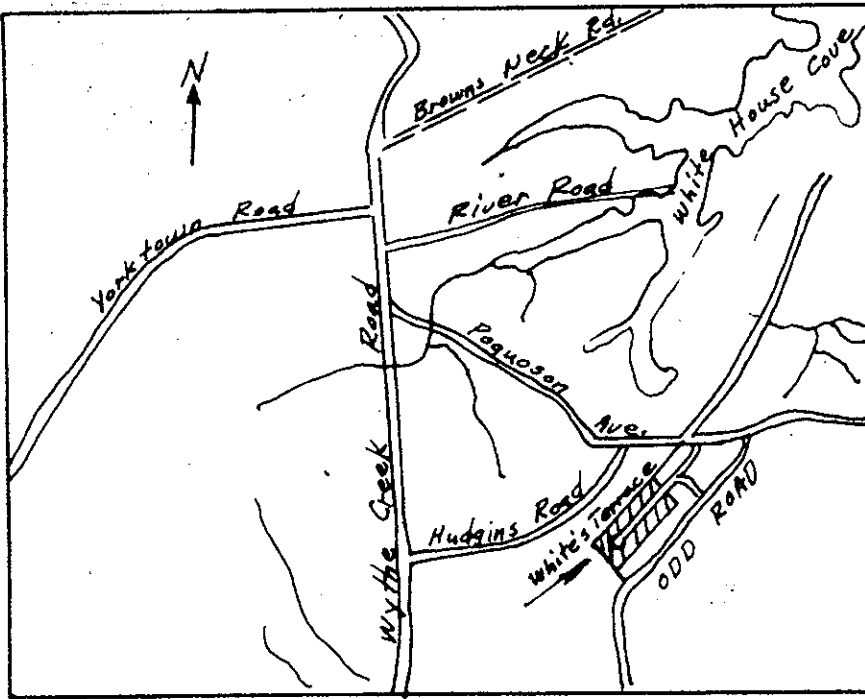 N
Browns Neck Rd.
White House Cove
River Road
Yorktown Road
Wythe Creek Road
Poquoson Ave.
Hudgins Road
White's Terrace
ODD ROAD